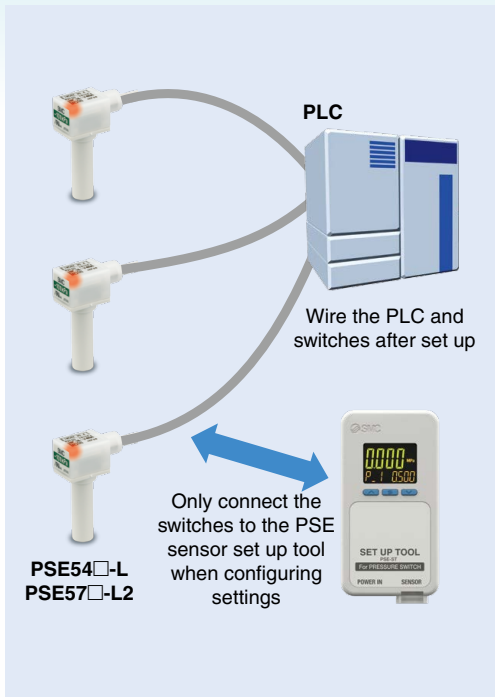 PLC
Wire the PLC and
switches after set up
SMC
0.000 MPa
P_1 0.500
Only connect the
switches to the PSE
sensor set up tool
when configuring
settings
SET UP TOOL
For PRESSURE SWITCH
POWER IN SENSOR
PSE54□-L
PSE57□-L2